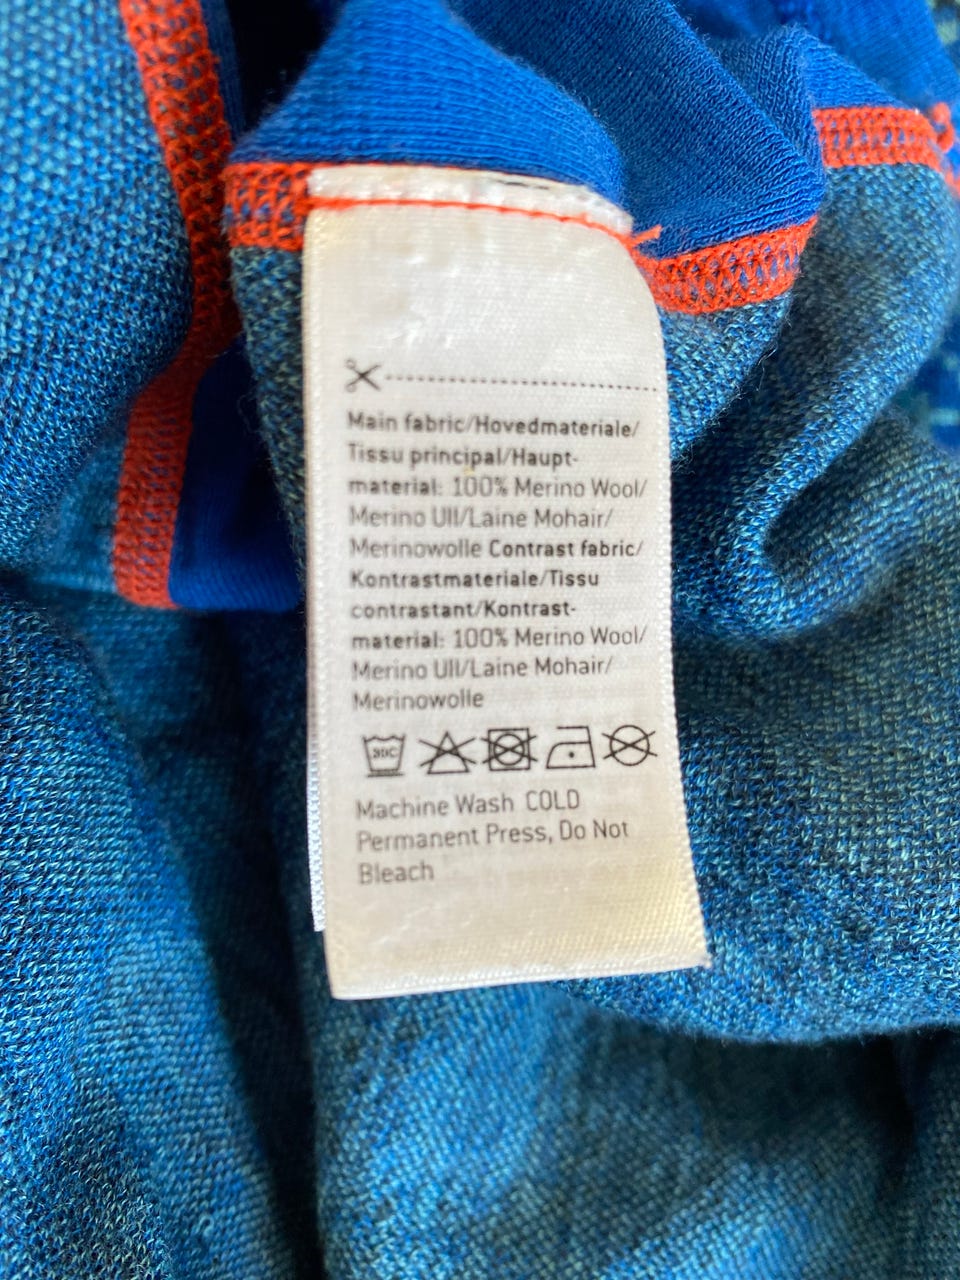 Main fabric/Hovedmateriale/
Tissu principal/Haupt-
material: 100% Merino Wool/
Merino Ull/Laine Mohair/
Merinowolle Contrast fabric/
Kontrastmateriale/Tissu
contrastant/Kontrast-
material: 100% Merino Wool/
Merino Ull/Laine Mohair/
Merinowolle
30C
Machine Wash COLD
Permanent Press, Do Not
Bleach